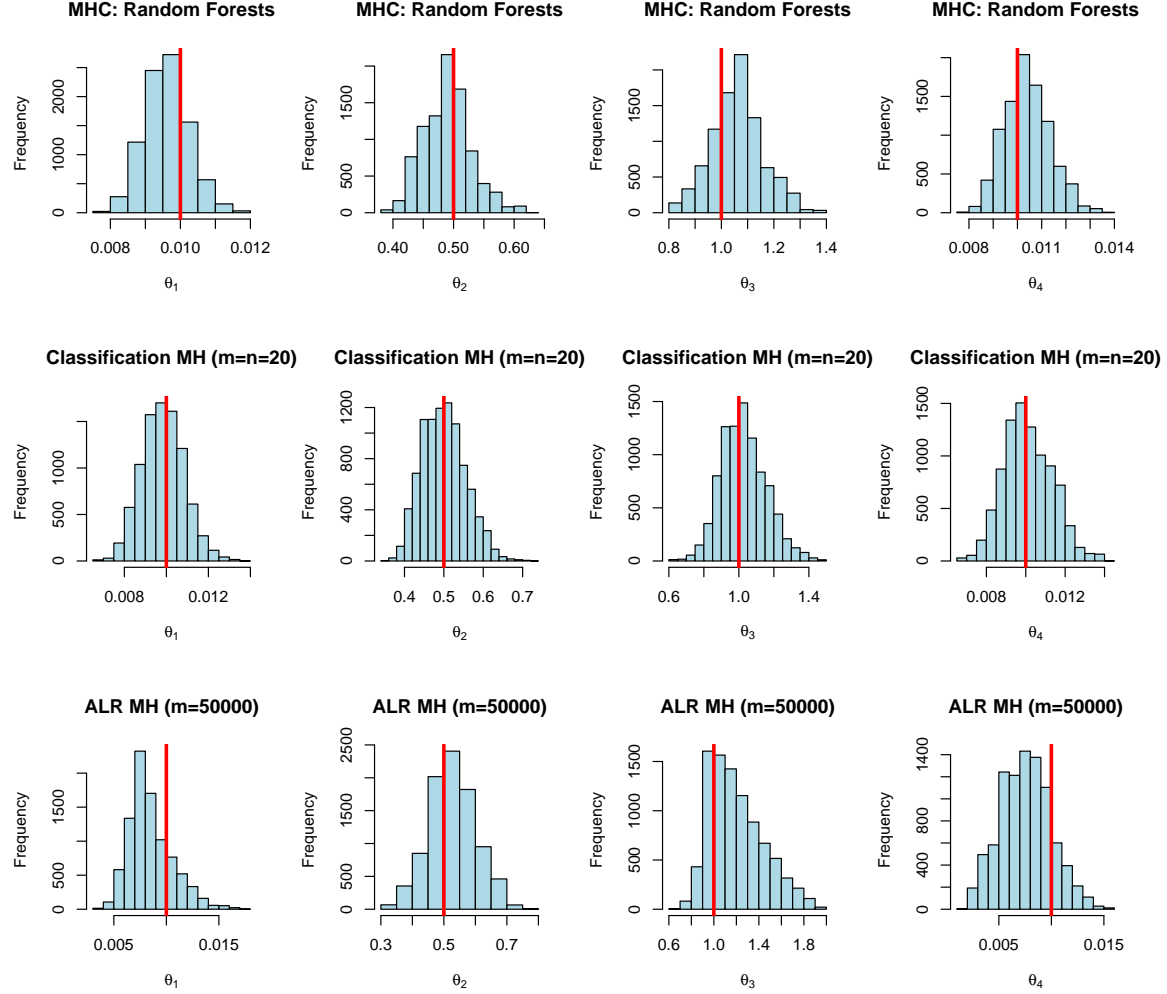 MHC: Random Forests
Frequency
0
500
1000
2000
0.008
0.010
0.012
θ1
MHC: Random Forests
Frequency
0
500
1500
0.40
0.50
0.60
θ2
MHC: Random Forests
Frequency
0
500
1500
0.8
1.0
1.2
1.4
θ3
MHC: Random Forests
Frequency
0
500
1500
0.008
0.011
0.014
θ4
Classification MH (m=n=20)
Frequency
0
500
1000
0.008
0.012
θ1
Classification MH (m=n=20)
Frequency
0
400
800
1200
0.4
0.5
0.6
0.7
θ2
Classification MH (m=n=20)
Frequency
0
500
1000
1500
0.6
1.0
1.4
θ3
Classification MH (m=n=20)
Frequency
0
500
1000
1500
0.008
0.012
θ4
ALR MH (m=50000)
Frequency
0
500
1500
0.005
0.015
θ1
ALR MH (m=50000)
Frequency
0
500
1500
2500
0.3
0.5
0.7
θ2
ALR MH (m=50000)
Frequency
0
500
1000
1500
0.6
1.0
1.4
1.8
θ3
ALR MH (m=50000)
Frequency
0
400
800
1400
0.005
0.015
θ4